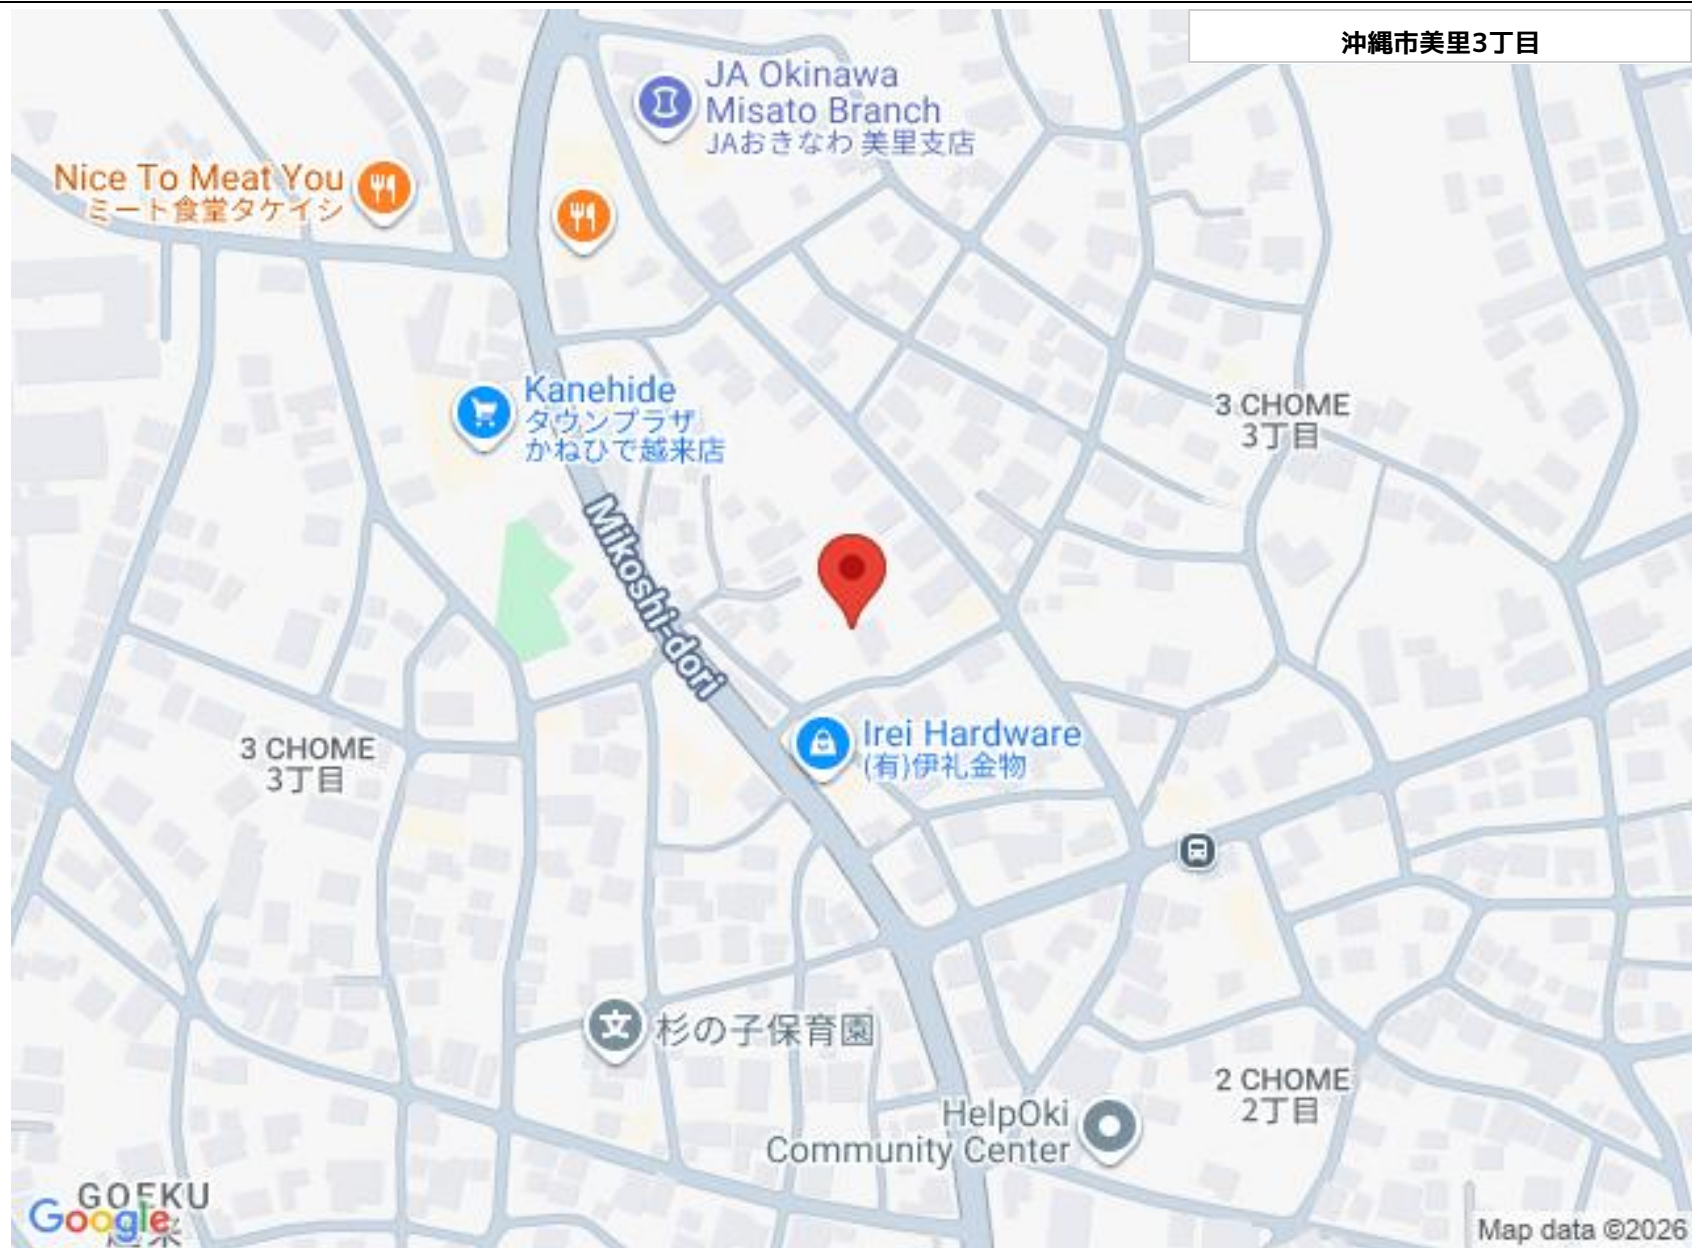 沖縄市美里3丁目
JA Okinawa
Misato Branch
JAおきなわ 美里支店
Nice To Meat You
ミート食堂タケイシ
Kanehide
タウンプラザ
かねひで越来店
3 CHOME
3丁目
Mikoshi-dori
Irei Hardware
(有)伊礼金物
3 CHOME
3丁目
杉の子保育園
2 CHOME
2丁目
HelpOki
Community Center
GOEKU
Google
Map data ©2026